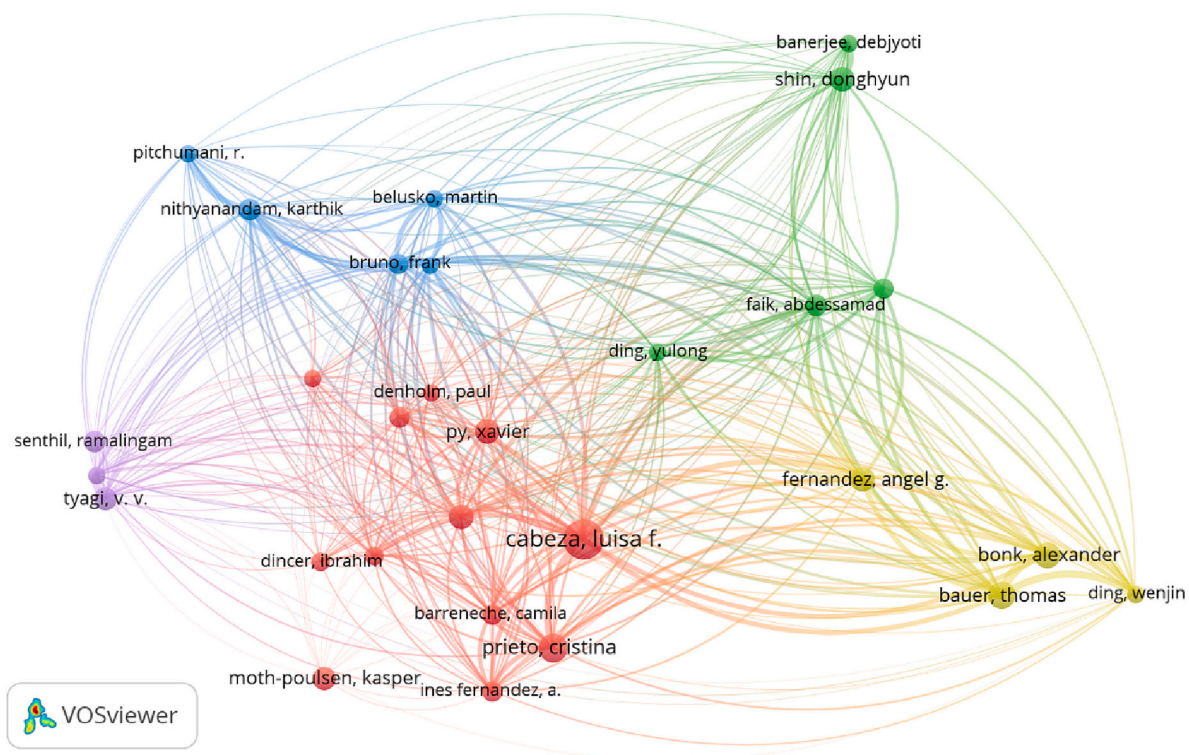 banerjee, debjyoti
shin, donghyun
pitchumani, r.
belusko, martin
nithyanandam, karthik
bruno, frank
faik, abdessamad
ding, yulong
denholm, paul
py, xavier
senthil, ramalingam
fernandez, angel g.
tyagi, v. v.
cabeza, luisa f.
bonk, alexander
dincer, ibrahim
bauer, thomas
ding, wenjin
barreneche, camila
prieto, cristina
moth-poulsen, kasper
ines fernandez, a.
VOSviewer